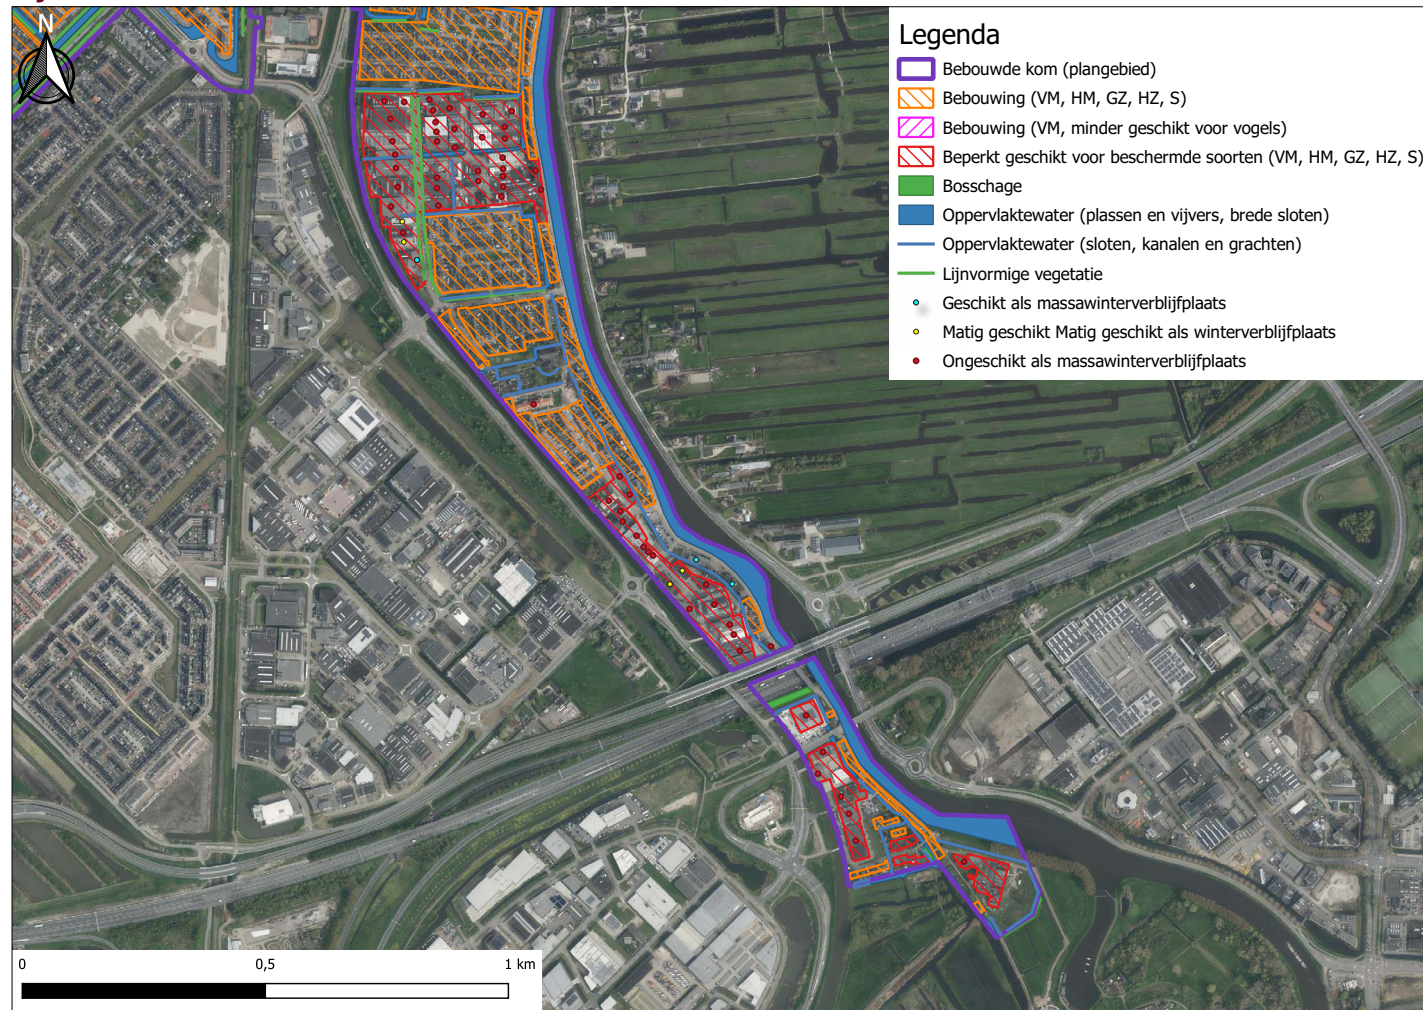 N
Legenda
Bebouwde kom (plangebied)
Bebouwing (VM, HM, GZ, HZ, S)
Bebouwing (VM, minder geschikt voor vogels)
Beperkt geschikt voor beschermde soorten (VM, HM, GZ, HZ, S)
Bosschage
Oppervlaktewater (plassen en vijvers, brede sloten)
Oppervlaktewater (sloten, kanalen en grachten)
Lijnvormige vegetatie
Geschikt als massawinterverblijfplaats
Matig geschikt Matig geschikt als winterverblijfplaats
Ongeschikt als massawinterverblijfplaats
0 0,5 1 km